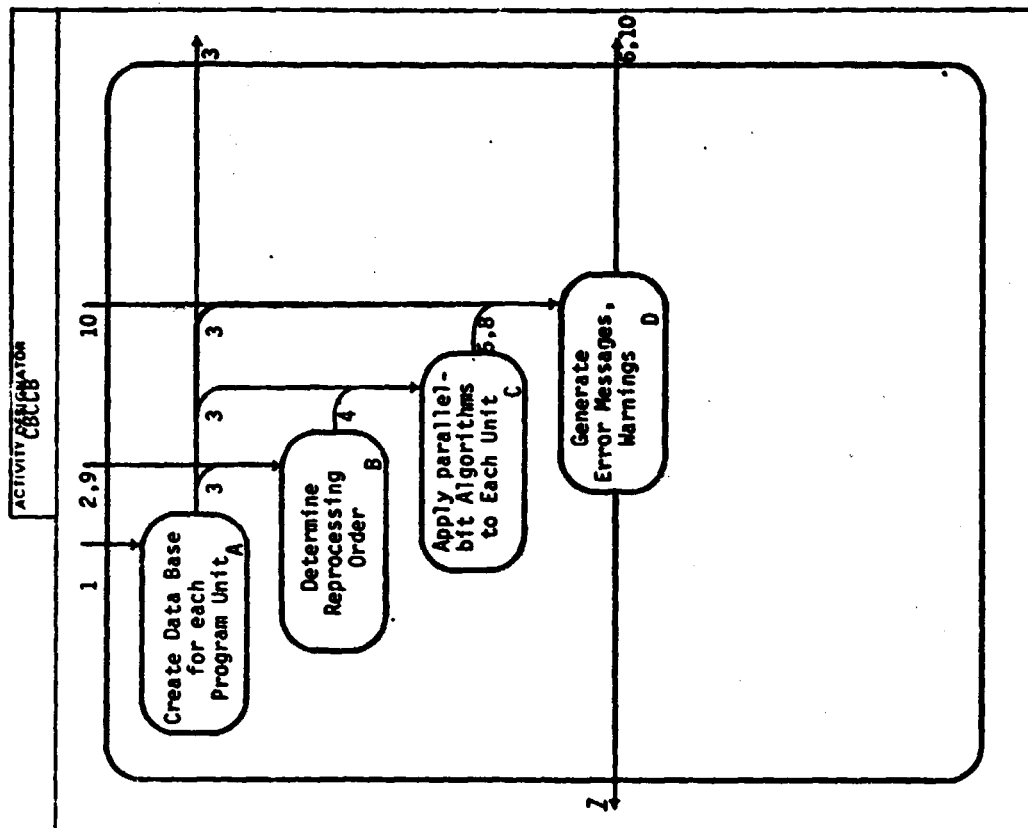 ACTIVITY DESIGNATOR
CBCCB
1
2,9
10
Create Data Base
for each
Program Unit
A
3
3
3
3
Determine
Reprocessing
Order
B
4
Apply parallel-
bit Algorithms
to Each Unit
C
5,8
Generate
Error Messages,
Warnings
D
7
6,10